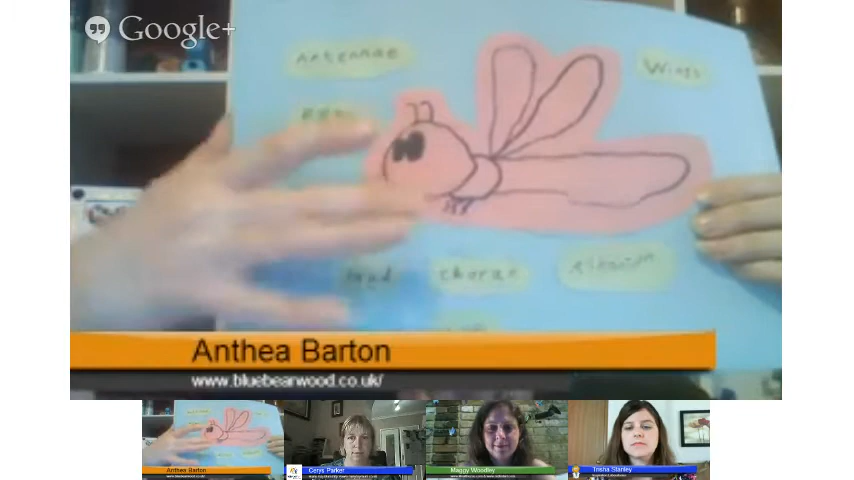 Google+
Antennae
Wings
head
thorax
Anthea Barton
www.bluebearwood.co.uk/
Anthea Barton
Cerys Parker
Maggy Woodley
Trisha Stanley